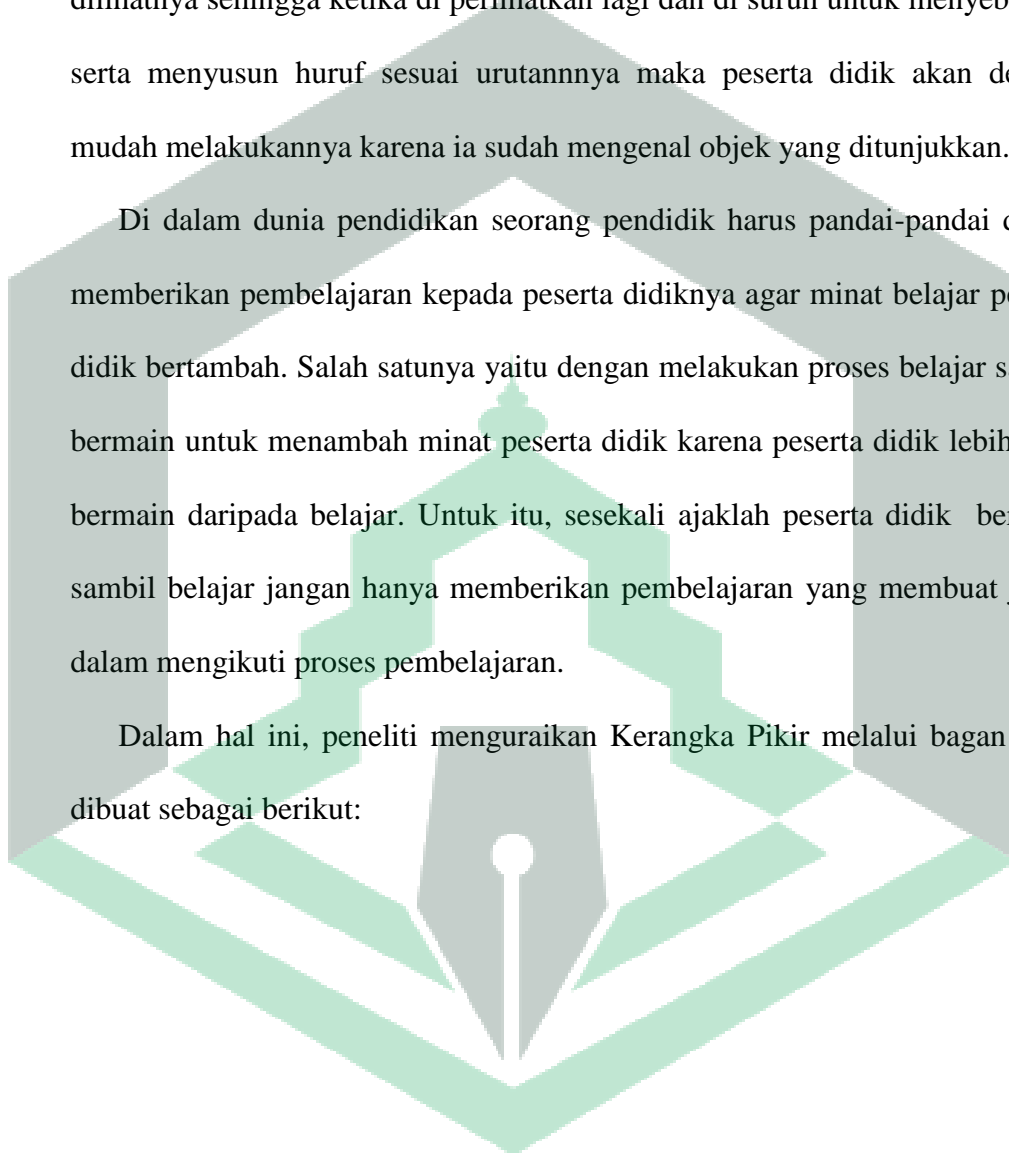 dilihatnya sehingga ketika di perlihatkan lagi dan di suruh untuk
serta menyusun huruf sesuai urutannnya maka peserta didik akan
mudah melakukannya karena ia sudah mengenal objek yang ditunjukkan.
Di dalam dunia pendidikan seorang pendidik harus pandai-pandai
memberikan pembelajaran kepada peserta didiknya agar minat belajar
didik bertambah. Salah satunya yaitu dengan melakukan proses belajar
bermain untuk menambah minat peserta didik karena peserta didik lebih
bermain daripada belajar. Untuk itu, sesekali ajaklah peserta didik
sambil belajar jangan hanya memberikan pembelajaran yang membuat
dalam mengikuti proses pembelajaran.
Dalam hal ini, peneliti menguraikan Kerangka Pikir melalui bagan
dibuat sebagai berikut: